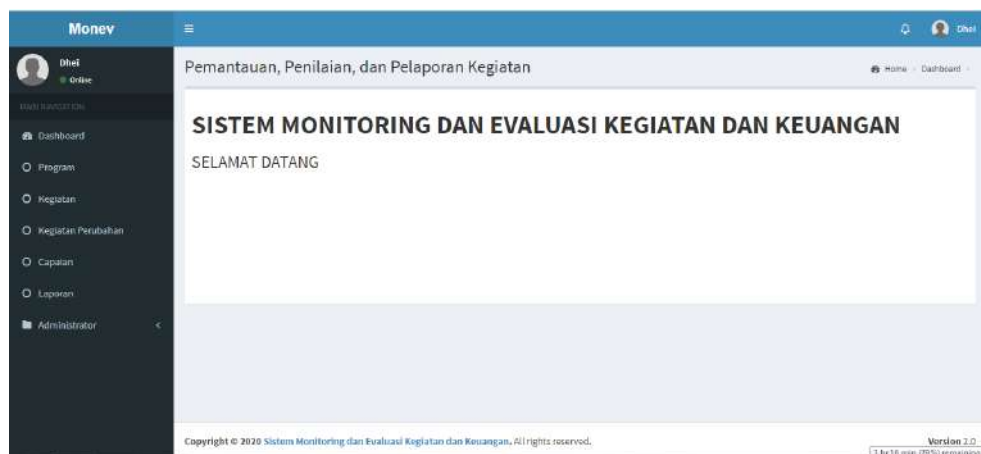 Monev
Dhei
Dhei
Online
Pemantauan, Penilaian, dan Pelaporan Kegiatan
Home
Dashboard
MAIN NAVIGATION
Dashboard
Program
Kegiatan
Kegiatan Perubahan
Capaian
Laporan
Administrator
SISTEM MONITORING DAN EVALUASI KEGIATAN DAN KEUANGAN
SELAMAT DATANG
Copyright © 2020 Sistem Monitoring dan Evaluasi Kegiatan dan Keuangan. All rights reserved.
Version 2.0